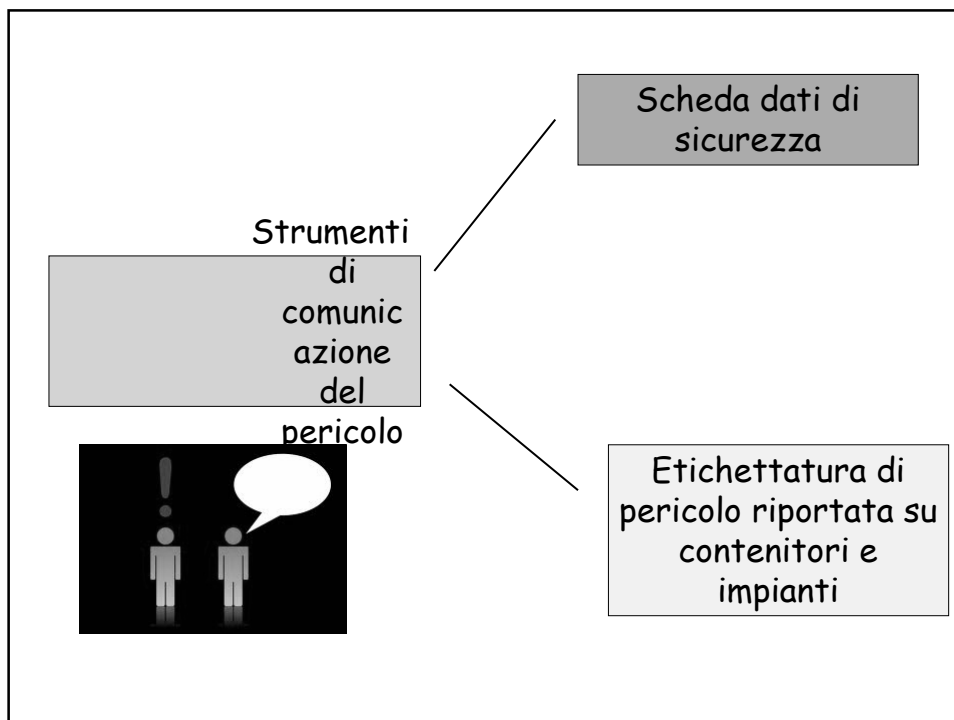 Scheda dati di
sicurezza
Strumenti
di
comunic
azione
del
pericolo
Etichettatura di
pericolo riportata su
contenitori e
impianti